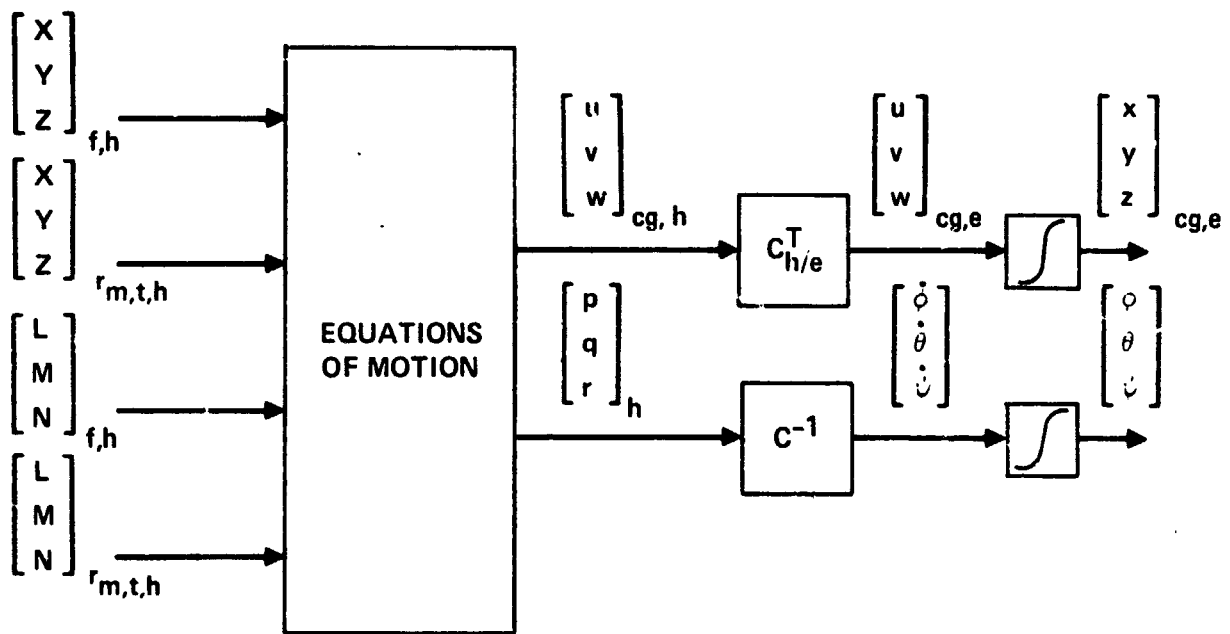 [X Y Z] f,h
[X Y Z] r m,t,h
[L M N] f,h
[L M N] r m,t,h
EQUATIONS
OF MOTION
[u v w] cg, h
[p q r] h
C^T h/e
C^-1
[u v w] cg,e
[φ̇ θ̇ ψ̇]
∫
∫
[x y z] cg,e
[φ θ ψ]